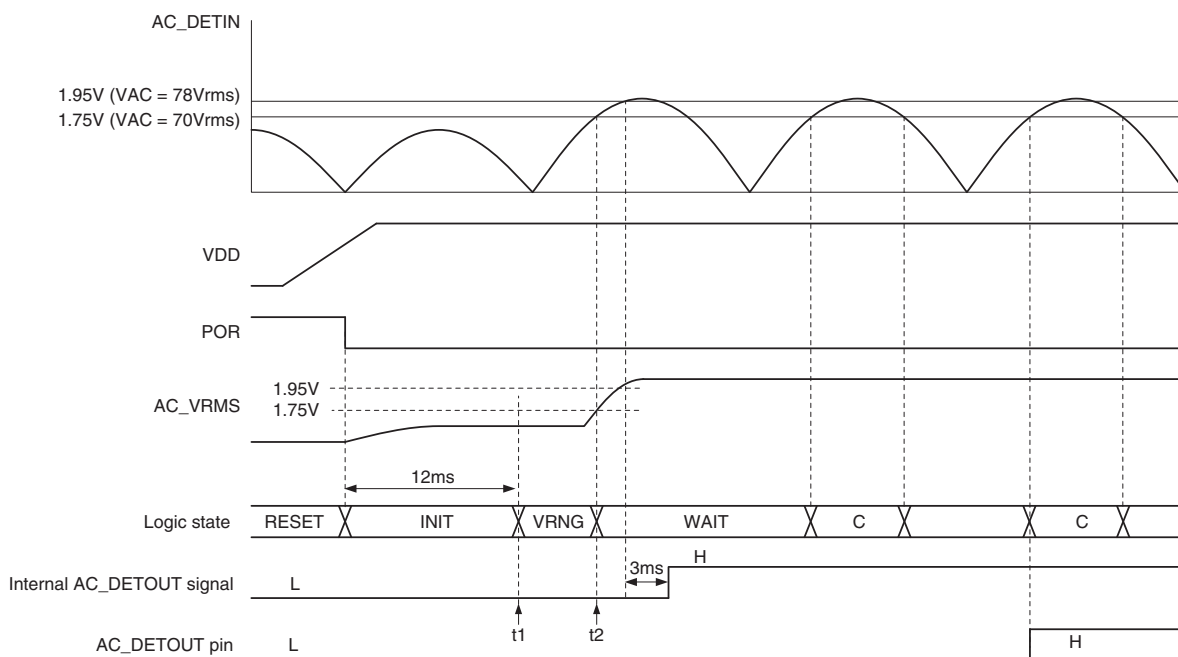 AC_DETIN
1.95V (VAC = 78Vrms)
1.75V (VAC = 70Vrms)
VDD
POR
1.95V
AC_VRMS
1.75V
12ms
Logic state
RESET
INIT
VRNG
WAIT
C
C
H
3ms
Internal AC_DETOUT signal
L
t1
t2
AC_DETOUT pin
L
H